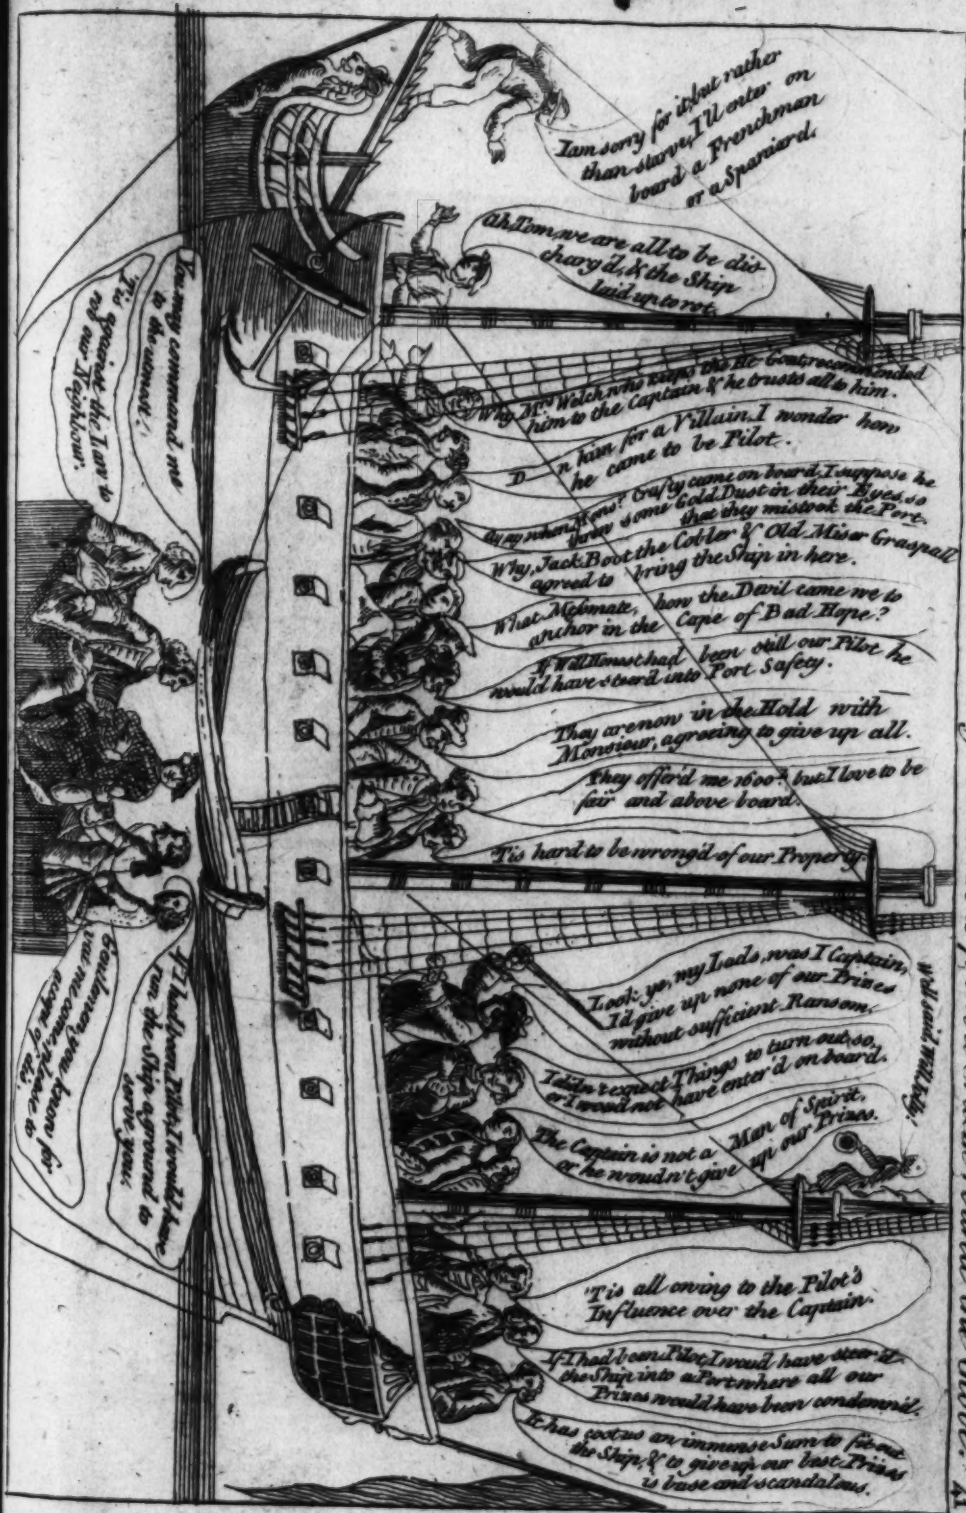 I am sorry for it, but rather
than starve, I'll enter on
board a Frenchman
or a Spaniard.
Ah Tom, we are all to be dis
charg'd, & the Ship
laid up to rot.
Why Mrs. Welch who keeps the He Goat, recommended
him to the Captain & he trusts all to him.
D—n him for a Villain, I wonder how
he came to be Pilot.
Ay ay when Monsr. Crafty came on board, I suppose he
threw some Gold Dust in their Eyes, so
that they mistook the Port.
Why, Jack Boot the Cobler & Old Miser Graspall
agreed to bring the Ship in here.
What Messmate, how the Devil came we to
anchor in the Cape of Bad Hope?
If Will Honest had been still our Pilot he
would have steer'd into Port Safety.
They are now in the Hold with
Monsieur, agreeing to give up all.
They offer'd me 1600 but I love to be
fair and above board.
'Tis hard to be wrong'd of our Property.
Look ye, my Lads, was I Captain,
I'd give up none of our Prizes
without sufficient Ransom.
I didn't expect Things to turn out so,
or I wood not have enter'd on board.
The Captain is not a Man of Spirit,
or he woudn't give up our Prizes.
Well said, Will
'Tis all owing to the Pilot's
Influence over the Captain.
If I had been Pilot, I woud have steer'd
the Ship into a Port where all our
Prizes would have been condemn'd.
It has cost us an immense Sum to fit out
the Ship, & to give up our best Prizes
is base and scandalous.
You may command me
to the utmost.
'Tis against the Law to
rob our Neighbour.
If I had been Pilot, I would have
run the Ship aground to
serve you.
Gentlemen, you know for
vat me come, please to
accept of dis
41